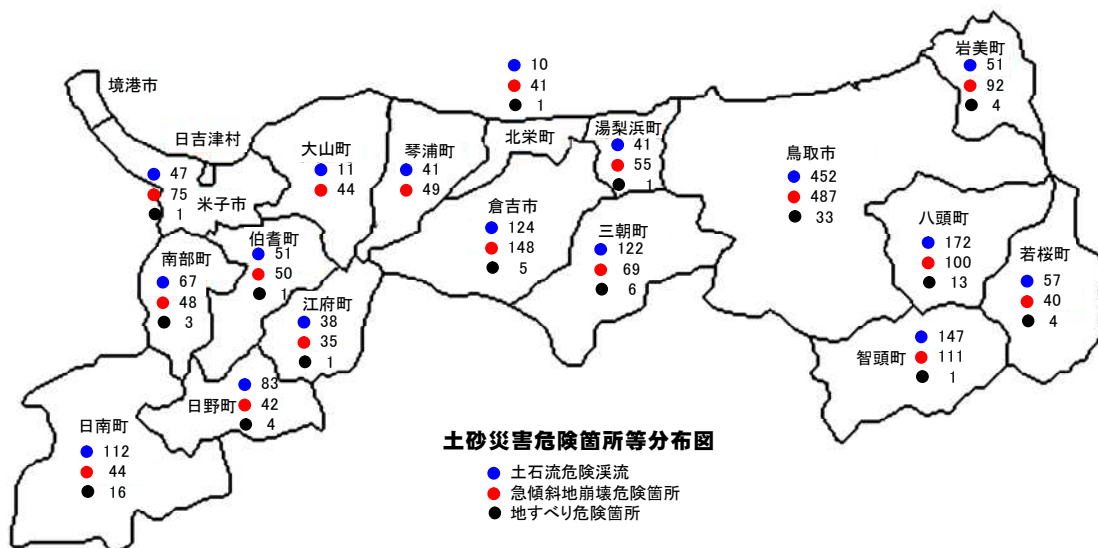 境港市
日吉津村
47
75
1
米子市
大山町
11
44
琴浦町
41
49
10
41
1
北栄町
湯梨浜町
41
55
1
鳥取市
452
487
33
岩美町
51
92
4
八頭町
172
100
13
若桜町
57
40
4
智頭町
147
111
1
倉吉市
124
148
5
三朝町
122
69
6
伯耆町
51
50
1
南部町
67
48
3
江府町
38
35
1
日野町
83
42
4
日南町
112
44
16
土砂災害危険箇所等分布図
土石流危険渓流
急傾斜地崩壊危険箇所
地すべり危険箇所